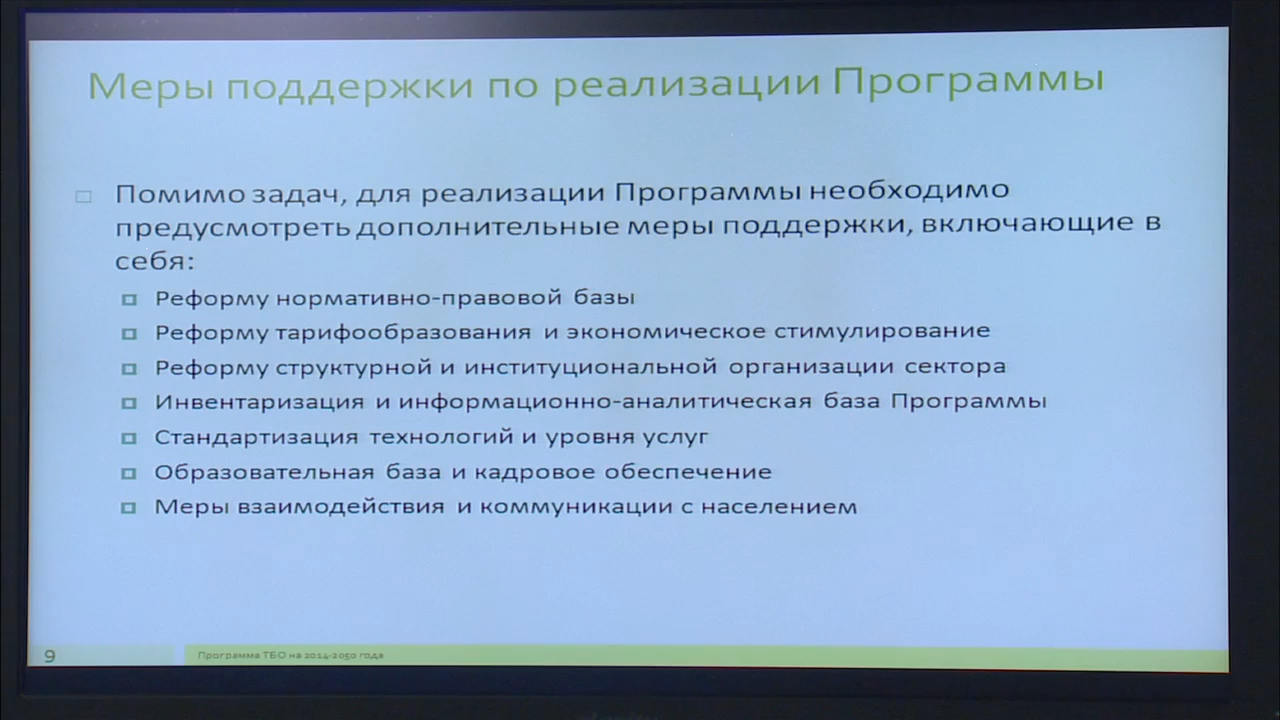 Меры поддержки по реализации Программы
Помимо задач, для реализации Программы необходимо
предусмотреть дополнительные меры поддержки, включающие в
себя:
Реформу нормативно-правовой базы
Реформу тарифообразования и экономическое стимулирование
Реформу структурной и институциональной организации сектора
Инвентаризация и информационно-аналитическая база Программы
Стандартизация технологий и уровня услуг
Образовательная база и кадровое обеспечение
Меры взаимодействия и коммуникации с населением
9
Программа ТБО на 2014-2050 года